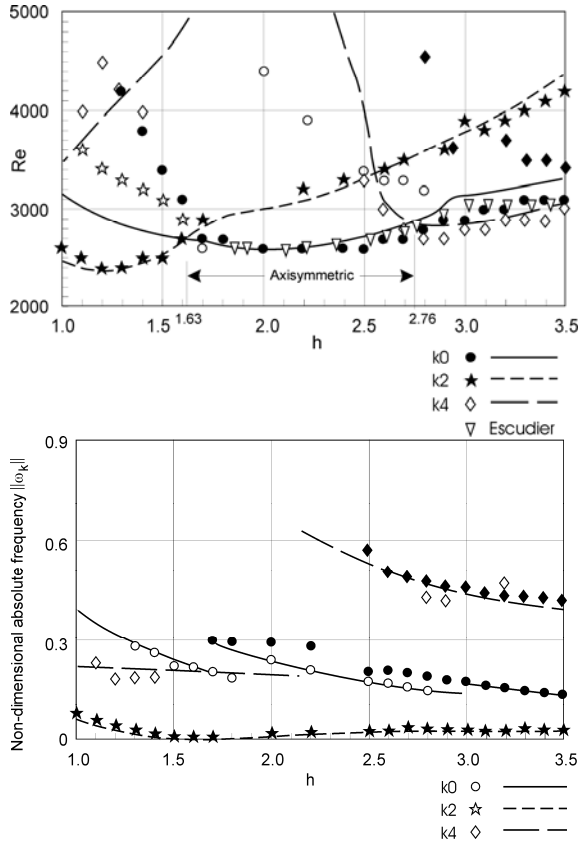 5000
4000
3000
2000
Re
Axisymmetric
1.0 1.5 1.63 2.0 2.5 2.76 3.0 3.5
h
k0
k2
k4
Escudier
0.9
0.6
0.3
0
Non-dimensional absolute frequency ||ωk||
1.0 1.5 2.0 2.5 3.0 3.5
h
k0
k2
k4